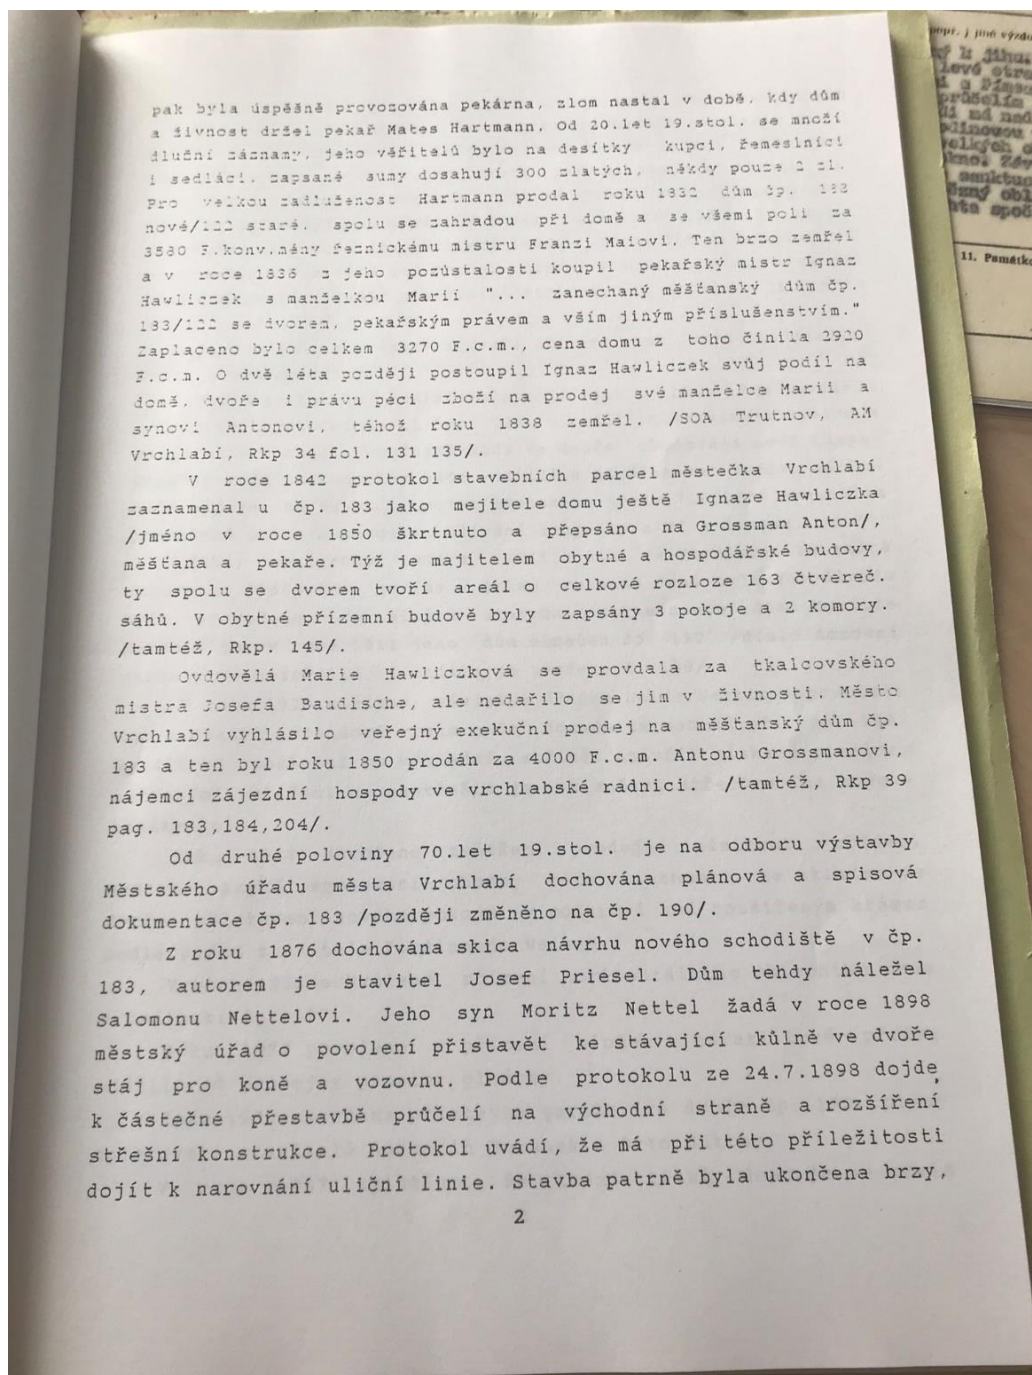 pak byla úspěšně provozována pekárna, zlom nastal v době, kdy dům
a živnost držel pekař Mates Hartmann. Od 20.let 19.stol. se množí
dlužní záznamy, jeho věřitelů bylo na desítky kupci, řemeslníci
i sedláci, zapsané sumy dosahují 300 zlatých, někdy pouze 2 zl.
Pro velkou zadluženost Hartmann prodal roku 1832 dům čp. 183
nové/122 staré, spolu se zahradou při domě a se všemi poli za
3580 F.konv.měny řeznickému mistru Franzi Maiovi. Ten brzo zemřel
a v roce 1836 z jeho pozůstalosti koupil pekařský mistr Ignaz
Hawliczek s manželkou Marií "... zanechaný měšťanský dům čp.
183/122 se dvorem, pekařským právem a vším jiným příslušenstvím."
Zaplaceno bylo celkem 3270 F.c.m., cena domu z toho činila 2920
F.c.m. O dvě léta později postoupil Ignaz Hawliczek svůj podíl na
domě, dvoře i právu péci zboží na prodej své manželce Marii a
synovi Antonovi, téhož roku 1838 zemřel. /SOA Trutnov, AM
Vrchlabí, Rkp 34 fol. 131 135/.
V roce 1842 protokol stavebních parcel městečka Vrchlabí
zaznamenal u čp. 183 jako mejitele domu ještě Ignaze Hawliczka
/jméno v roce 1850 škrtnuto a přepsáno na Grossman Anton/,
měšťana a pekaře. Týž je majitelem obytné a hospodářské budovy,
ty spolu se dvorem tvoří areál o celkové rozloze 163 čtvereč.
sáhů. V obytné přízemní budově byly zapsány 3 pokoje a 2 komory.
/tamtéž, Rkp. 145/.
Ovdovělá Marie Hawliczková se provdala za tkalcovského
mistra Josefa Baudische, ale nedařilo se jim v živnosti. Město
Vrchlabí vyhlásilo veřejný exekuční prodej na měšťanský dům čp.
183 a ten byl roku 1850 prodán za 4000 F.c.m. Antonu Grossmanovi,
nájemci zájezdní hospody ve vrchlabské radnici. /tamtéž, Rkp 39
pag. 183,184,204/.
Od druhé poloviny 70.let 19.stol. je na odboru výstavby
Městského úřadu města Vrchlabí dochována plánová a spisová
dokumentace čp. 183 /později změněno na čp. 190/.
Z roku 1876 dochována skica návrhu nového schodiště v čp.
183, autorem je stavitel Josef Priesel. Dům tehdy náležel
Salomonu Nettelovi. Jeho syn Moritz Nettel žadá v roce 1898
městský úřad o povolení přistavět ke stávající kůlně ve dvoře
stáj pro koně a vozovnu. Podle protokolu ze 24.7.1898 dojde
k částečné přestavbě průčelí na východní straně a rozšíření
střešní konstrukce. Protokol uvádí, že má při této příležitosti
dojít k narovnání uliční linie. Stavba patrně byla ukončena brzy,
2
popr. j jiné
k jihu.
levé
průčelím
má
velkých
11.